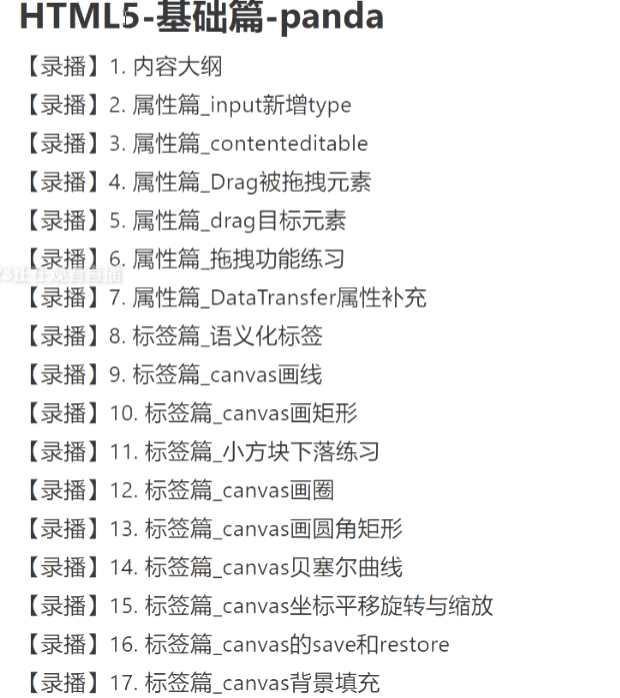 HTML5-基础篇-panda
【录播】1. 内容大纲
【录播】2. 属性篇_input新增type
【录播】3. 属性篇_contenteditable
【录播】4. 属性篇_Drag被拖拽元素
【录播】5. 属性篇_drag目标元素
【录播】6. 属性篇_拖拽功能练习
正在观看直播
【录播】7. 属性篇_DataTransfer属性补充
【录播】8. 标签篇_语义化标签
【录播】9. 标签篇_canvas画线
【录播】10. 标签篇_canvas画矩形
【录播】11. 标签篇_小方块下落练习
【录播】12. 标签篇_canvas画圈
【录播】13. 标签篇_canvas画圆角矩形
【录播】14. 标签篇_canvas贝塞尔曲线
【录播】15. 标签篇_canvas坐标平移旋转与缩放
【录播】16. 标签篇_canvas的save和restore
【录播】17. 标签篇_canvas背景填充